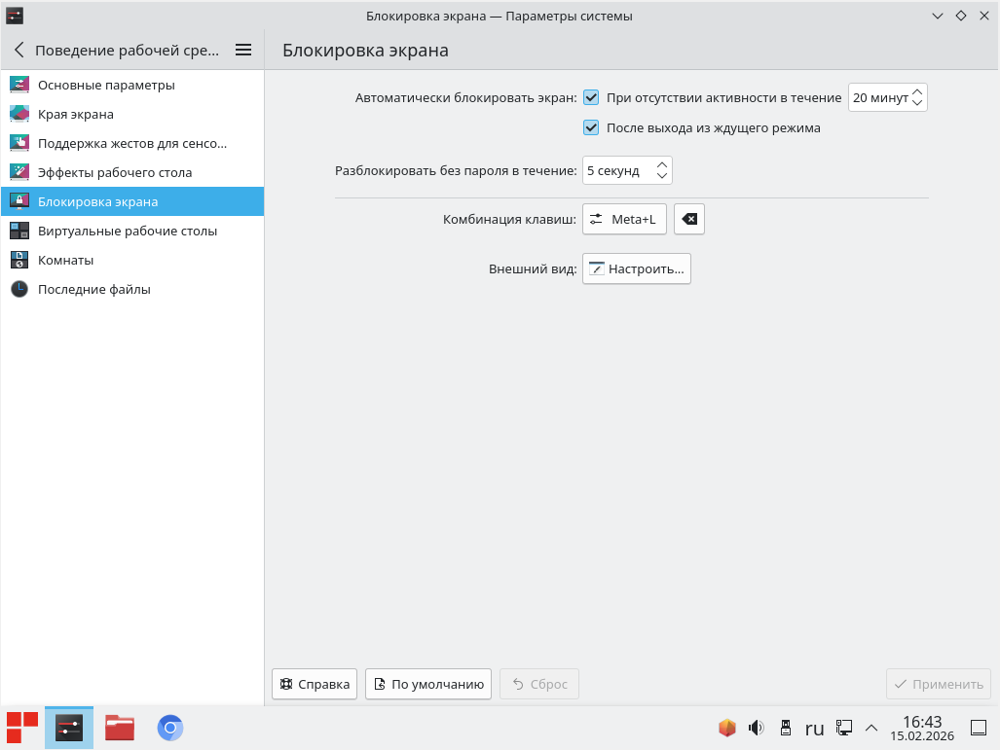 Блокировка экрана — Параметры системы
Поведение рабочей сре...
Блокировка экрана
Основные параметры
Края экрана
Поддержка жестов для сенсо...
Эффекты рабочего стола
Блокировка экрана
Виртуальные рабочие столы
Комнаты
Последние файлы
Автоматически блокировать экран: При отсутствии активности в течение 20 минут
После выхода из ждущего режима
Разблокировать без пароля в течение: 5 секунд
Комбинация клавиш: Meta+L
Внешний вид: Настроить...
Справка По умолчанию Сброс Применить
ru 16:43
15.02.2026